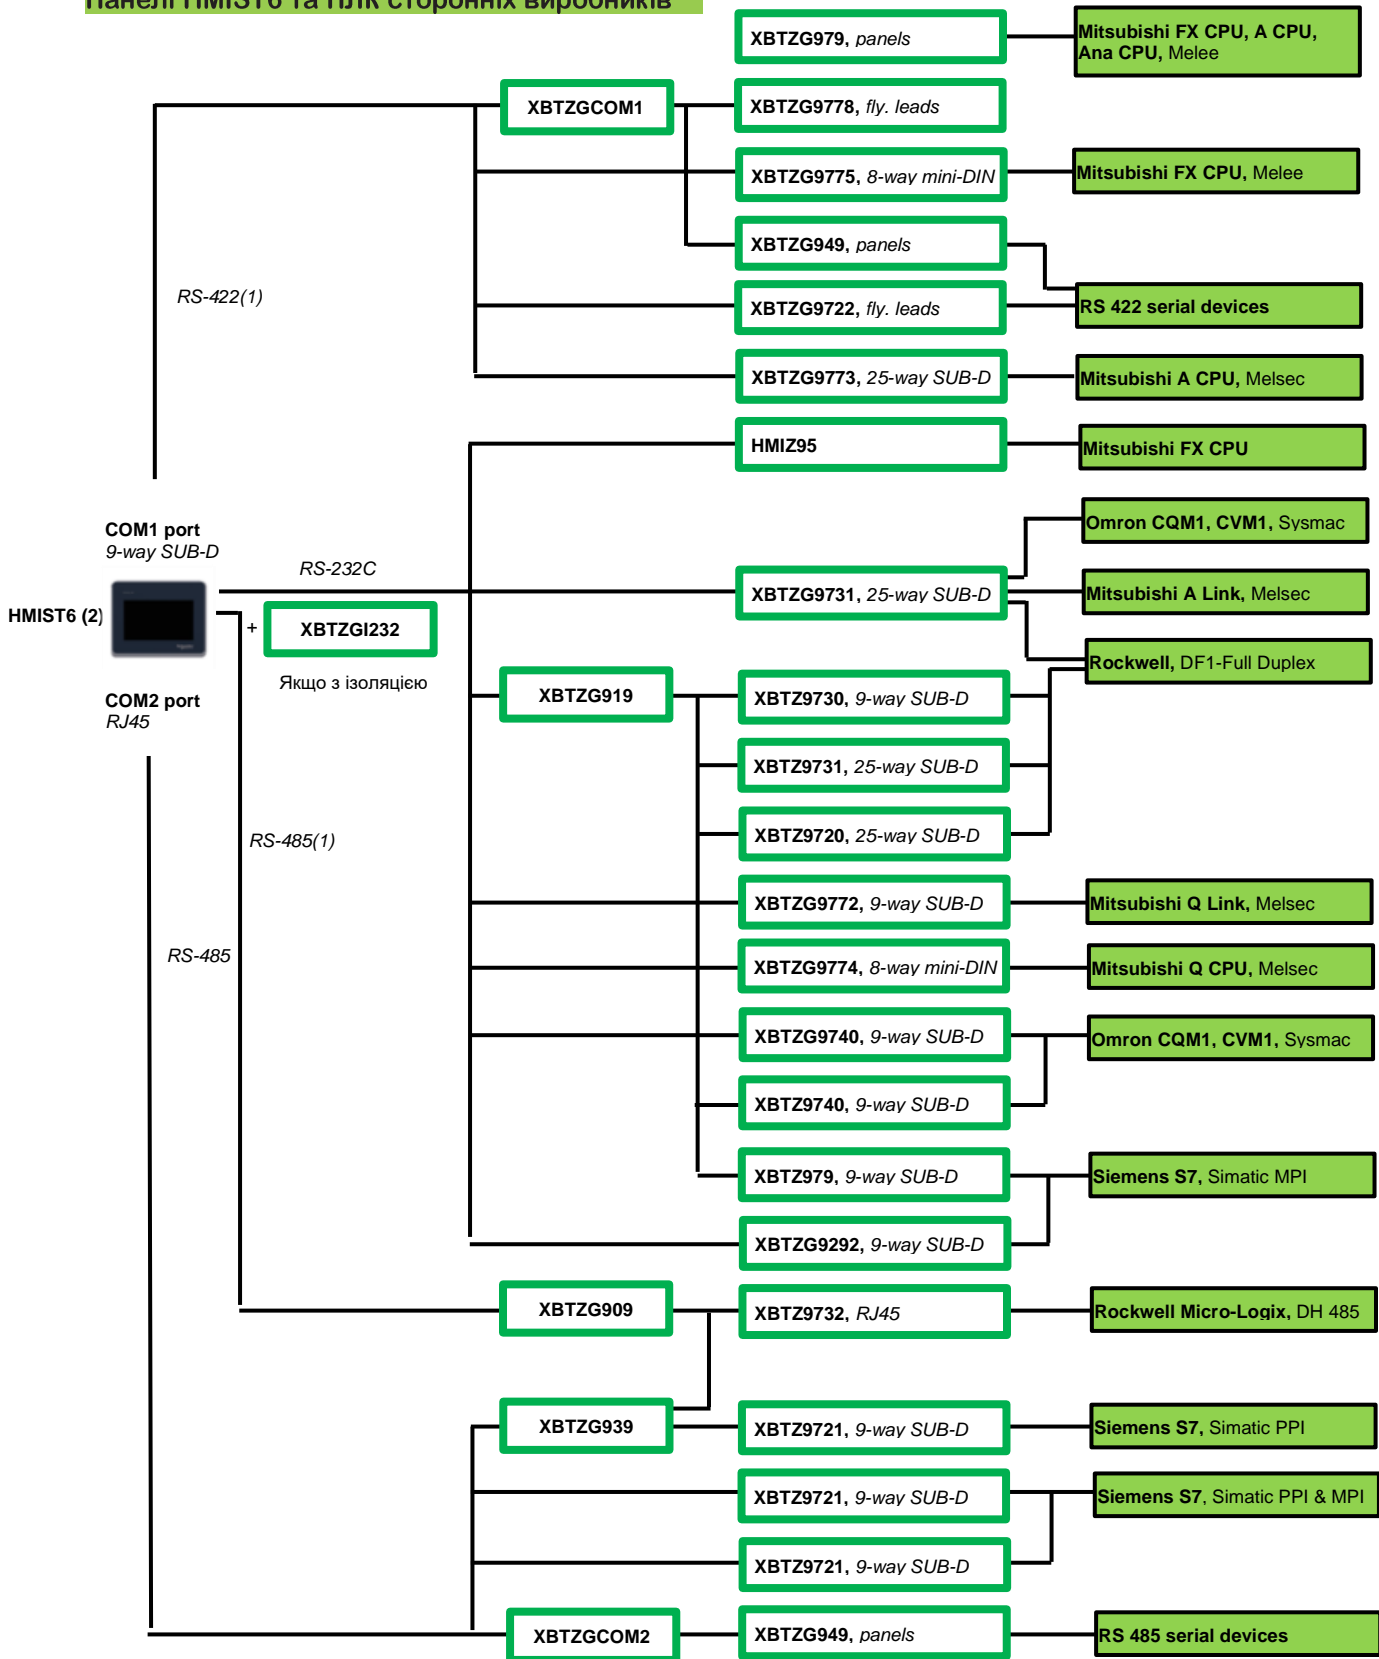 Панелі HMIST6 та ПЛК сторонніх виробників
XBTZG979, panels
Mitsubishi FX CPU, A CPU,
Ana CPU, Melee
XBTZGCOM1
XBTZG9778, fly. leads
XBTZG9775, 8-way mini-DIN
Mitsubishi FX CPU, Melee
XBTZG949, panels
RS-422(1)
XBTZG9722, fly. leads
RS 422 serial devices
XBTZG9773, 25-way SUB-D
Mitsubishi A CPU, Melsec
HMIZ95
Mitsubishi FX CPU
COM1 port
9-way SUB-D
Omron CQM1, CVM1, Sysmac
RS-232C
XBTZG9731, 25-way SUB-D
Mitsubishi A Link, Melsec
HMIST6 (2)
+
XBTZGI232
Rockwell, DF1-Full Duplex
Якщо з ізоляцією
COM2 port
RJ45
XBTZG919
XBTZ9730, 9-way SUB-D
XBTZ9731, 25-way SUB-D
RS-485(1)
XBTZ9720, 25-way SUB-D
XBTZG9772, 9-way SUB-D
Mitsubishi Q Link, Melsec
RS-485
XBTZG9774, 8-way mini-DIN
Mitsubishi Q CPU, Melsec
XBTZG9740, 9-way SUB-D
Omron CQM1, CVM1, Sysmac
XBTZ9740, 9-way SUB-D
XBTZ979, 9-way SUB-D
Siemens S7, Simatic MPI
XBTZG9292, 9-way SUB-D
XBTZG909
XBTZ9732, RJ45
Rockwell Micro-Logix, DH 485
XBTZG939
XBTZ9721, 9-way SUB-D
Siemens S7, Simatic PPI
XBTZ9721, 9-way SUB-D
Siemens S7, Simatic PPI & MPI
XBTZ9721, 9-way SUB-D
XBTZGCOM2
XBTZG949, panels
RS 485 serial devices